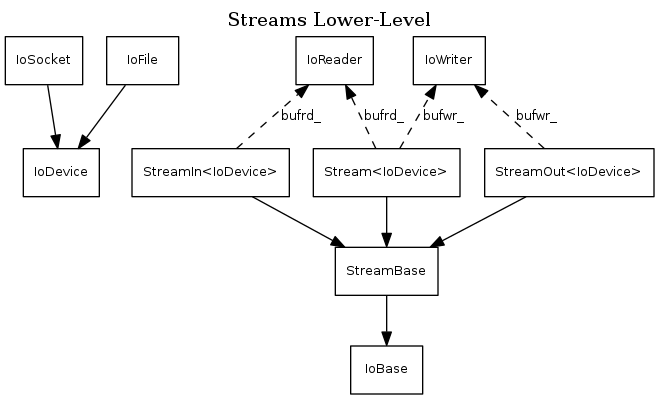 Streams Lower-Level
IoSocket
IoFile
IoReader
IoWriter
bufrd_
bufrd_
bufwr_
bufwr_
IoDevice
StreamIn<IoDevice>
Stream<IoDevice>
StreamOut<IoDevice>
StreamBase
IoBase